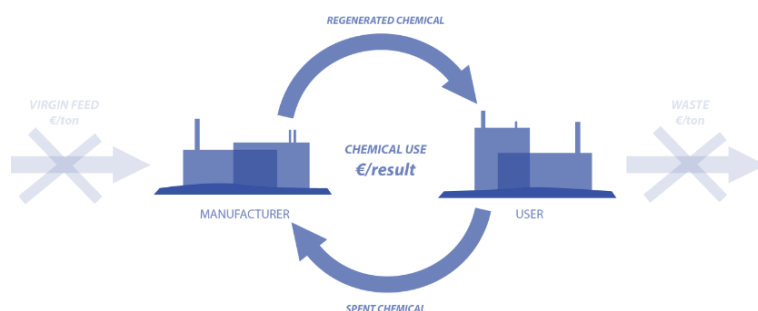 REGENERATED CHEMICAL
VIRGIN FEED
€/ton
WASTE
€/ton
CHEMICAL USE
€/result
MANUFACTURER
USER
SPENT CHEMICAL